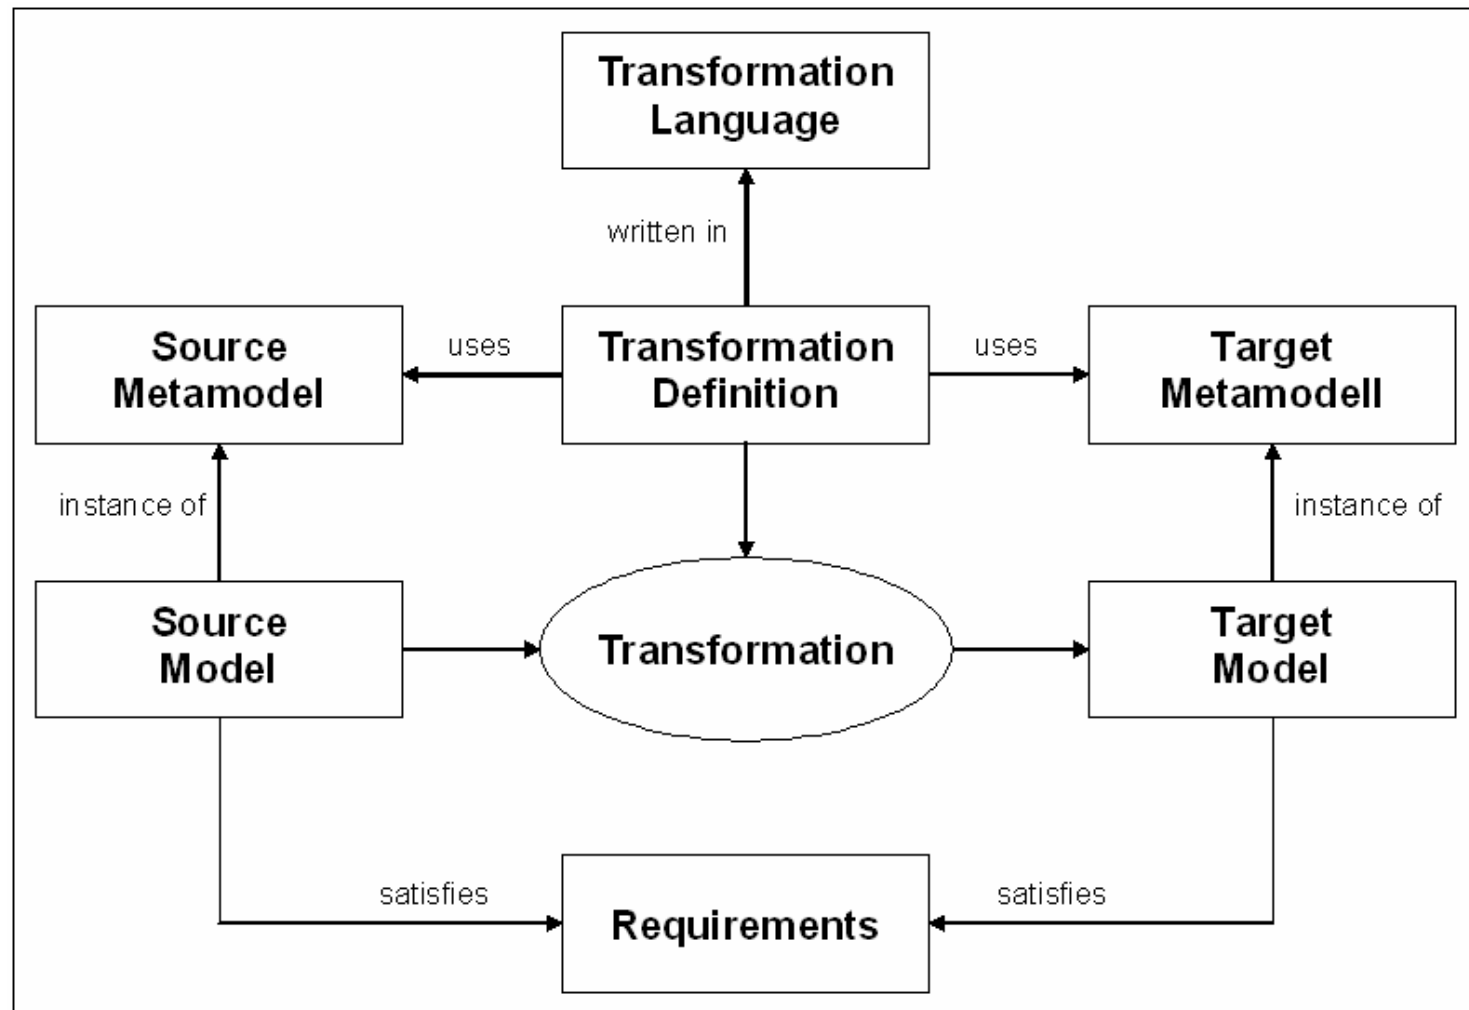 Transformation
Language
written in
Source
Metamodel
uses
Transformation
Definition
uses
Target
Metamodell
instance of
instance of
Source
Model
Transformation
Target
Model
satisfies
Requirements
satisfies